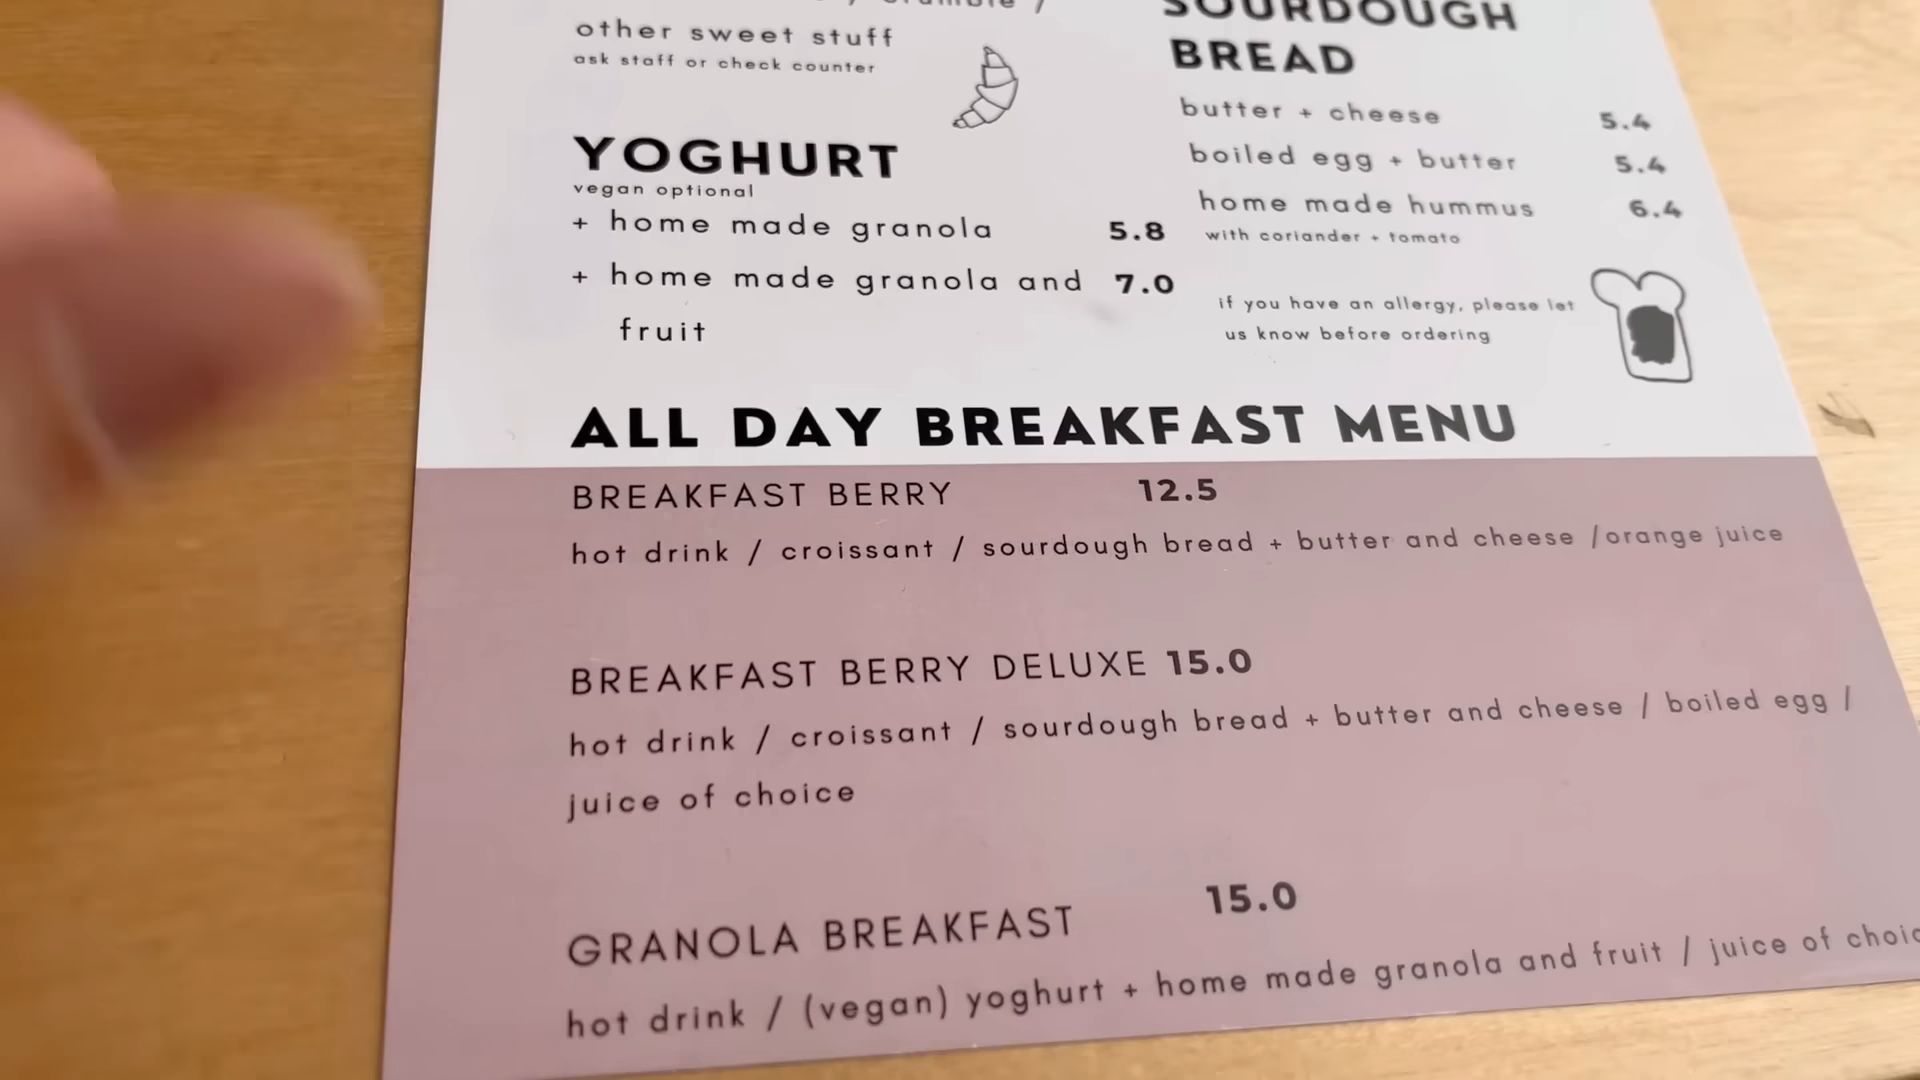 other sweet stuff
ask staff or check counter
YOGHURT
vegan optional
+ home made granola 5.8
+ home made granola and 7.0
fruit
SOURDOUGH
BREAD
butter + cheese 5.4
boiled egg + butter 5.4
home made hummus 6.4
with coriander + tomato
if you have an allergy, please let
us know before ordering
ALL DAY BREAKFAST MENU
BREAKFAST BERRY 12.5
hot drink / croissant / sourdough bread + butter and cheese /orange juice
BREAKFAST BERRY DELUXE 15.0
hot drink / croissant / sourdough bread + butter and cheese / boiled egg /
juice of choice
GRANOLA BREAKFAST 15.0
hot drink / (vegan) yoghurt + home made granola and fruit / juice of